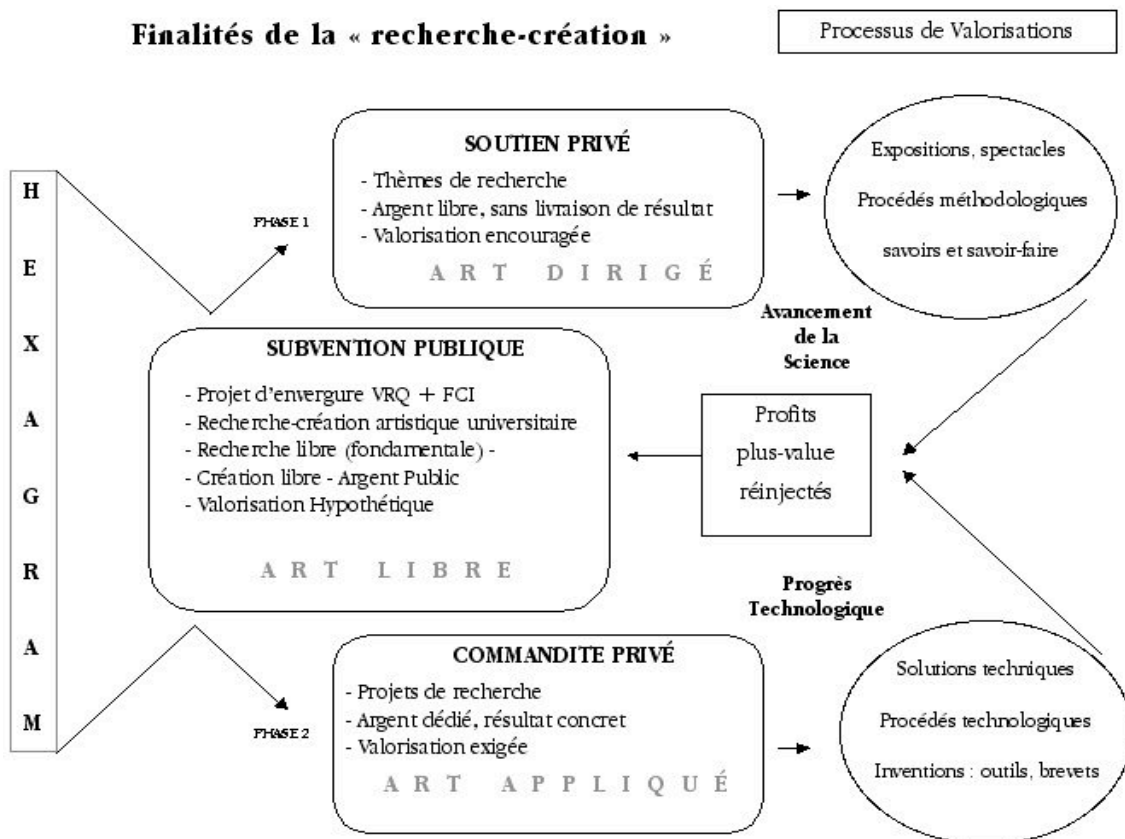 Finalités de la « recherche-création »
Processus de Valorisations
H
E
X
A
G
R
A
M
PHASE 1
SOUTIEN PRIVÉ
- Thèmes de recherche
- Argent libre, sans livraison de résultat
- Valorisation encouragée
ART DIRIGÉ
Expositions, spectacles
Procédés méthodologiques
savoirs et savoir-faire
Avancement
de la
Science
SUBVENTION PUBLIQUE
- Projet d'envergure VRQ + FCI
- Recherche-création artistique universitaire
- Recherche libre (fondamentale) -
- Création libre - Argent Public
- Valorisation Hypothétique
ART LIBRE
Profits
plus-value
réinjectés
Progrès
Technologique
PHASE 2
COMMANDITE PRIVÉ
- Projets de recherche
- Argent dédié, résultat concret
- Valorisation exigée
ART APPLIQUÉ
Solutions techniques
Procédés technologiques
Inventions : outils, brevets